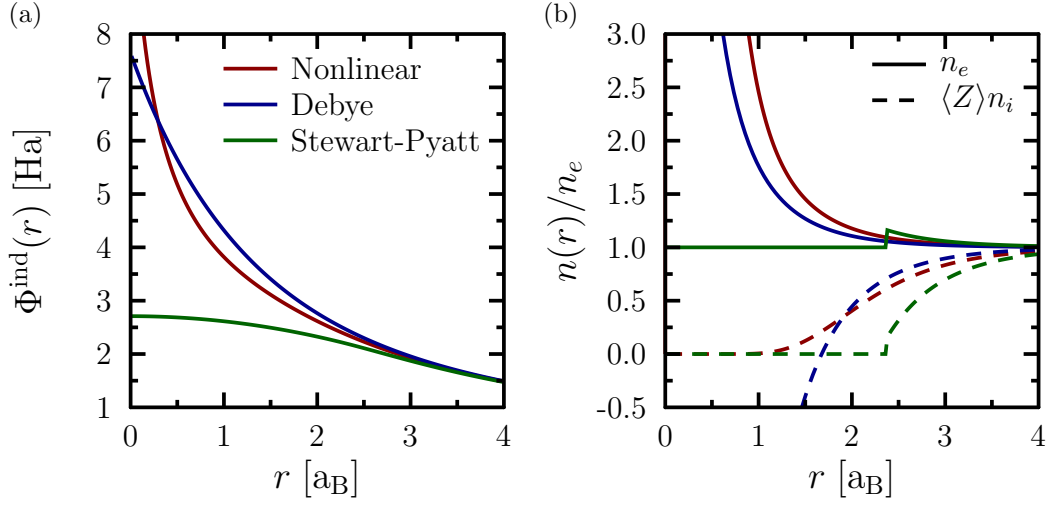 (a)
Φ^ind(r) [Ha]
8
7
6
5
4
3
2
1
Nonlinear
Debye
Stewart-Pyatt
0 1 2 3 4
r [a_B]
(b)
n(r)/n_e
3.0
2.5
2.0
1.5
1.0
0.5
0.0
-0.5
n_e
⟨Z⟩n_i
0 1 2 3 4
r [a_B]